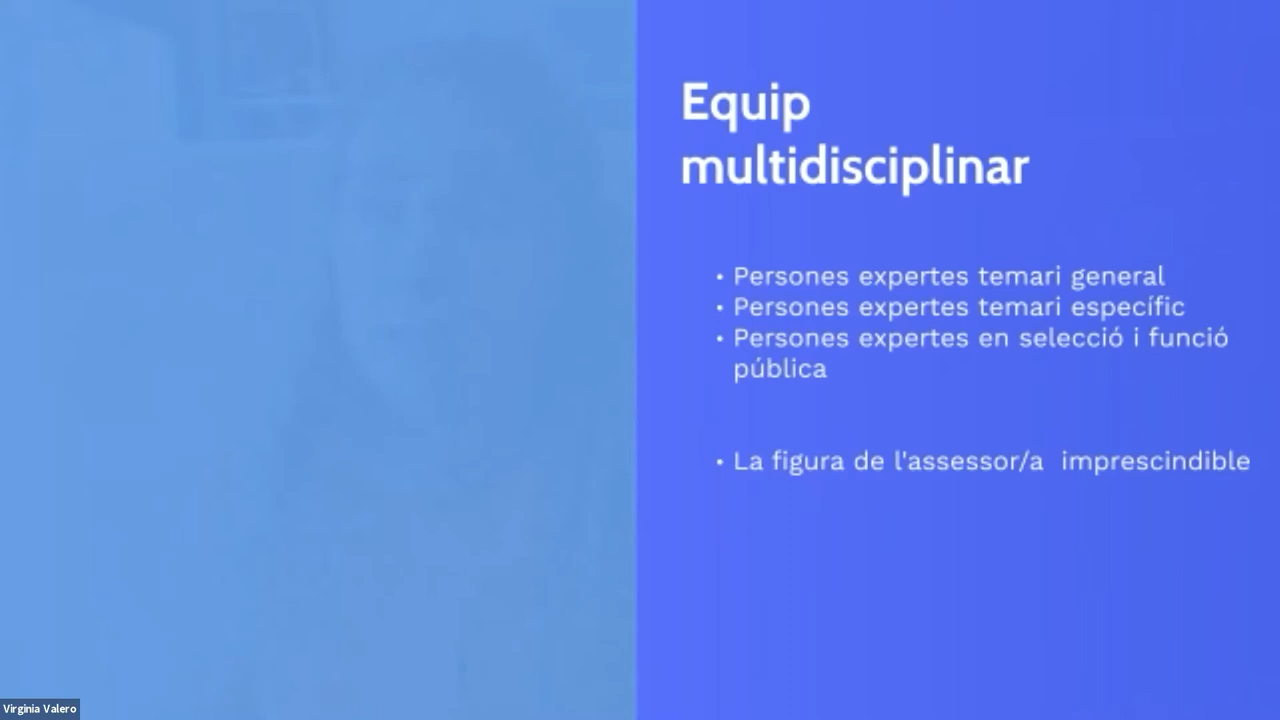 Equip
multidisciplinar
• Persones expertes temari general
• Persones expertes temari específic
• Persones expertes en selecció i funció
pública
• La figura de l'assessor/a  imprescindible
Virginia Valero